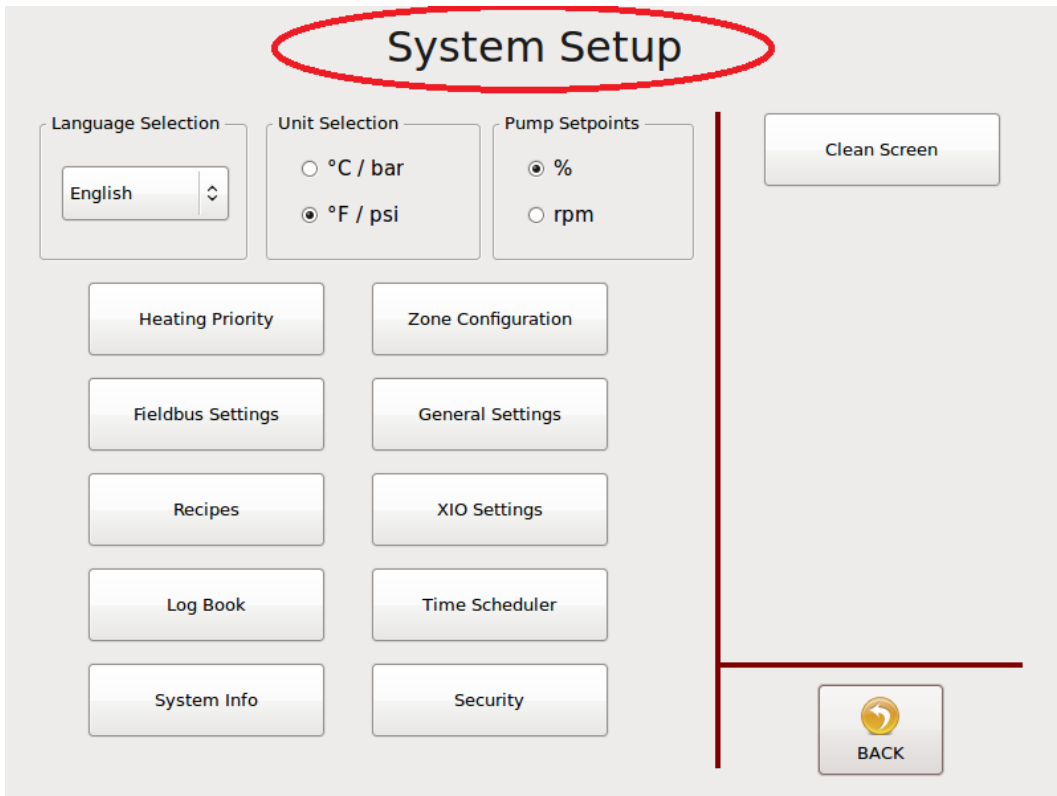 System Setup
Language Selection
English
Unit Selection
°C / bar
°F / psi
Pump Setpoints
%
rpm
Clean Screen
Heating Priority
Zone Configuration
Fieldbus Settings
General Settings
Recipes
XIO Settings
Log Book
Time Scheduler
System Info
Security
BACK